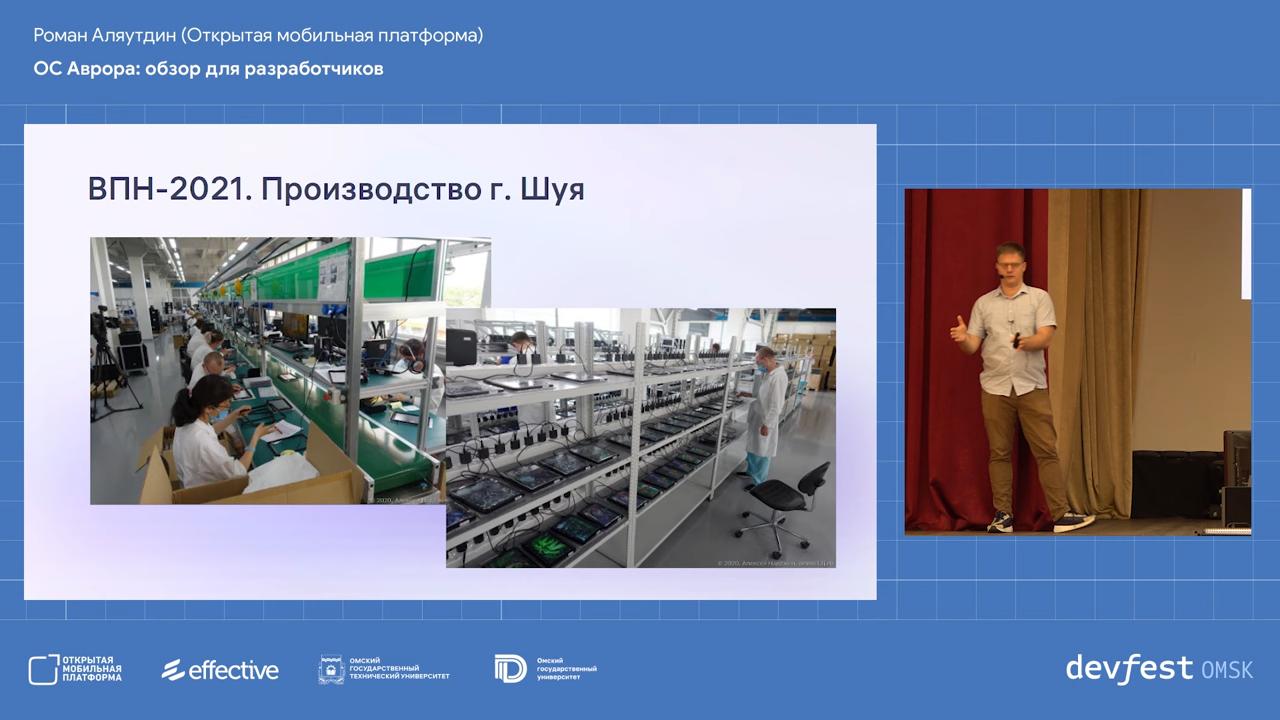 Роман Аляутдин (Открытая мобильная платформа)
ОС Аврора: обзор для разработчиков
ВПН-2021. Производство г. Шуя
ОТКРЫТАЯ
МОБИЛЬНАЯ
ПЛАТФОРМА
effective
ОМСКИЙ
ГОСУДАРСТВЕННЫЙ
ТЕХНИЧЕСКИЙ УНИВЕРСИТЕТ
Омский
государственный
университет
devfest OMSK